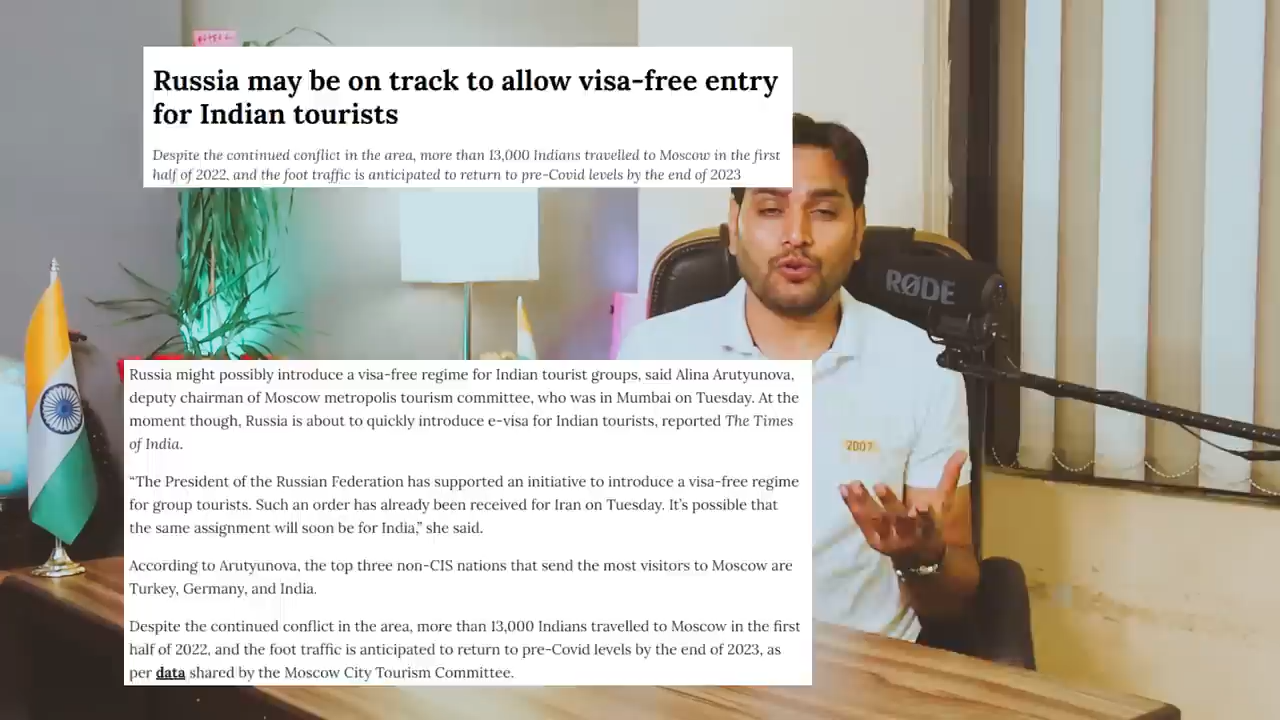 Russia may be on track to allow visa-free entry
for Indian tourists
Despite the continued conflict in the area, more than 13,000 Indians travelled to Moscow in the first
half of 2022, and the foot traffic is anticipated to return to pre-Covid levels by the end of 2023
RØDE
2007
Russia might possibly introduce a visa-free regime for Indian tourist groups, said Alina Arutyunova,
deputy chairman of Moscow metropolis tourism committee, who was in Mumbai on Tuesday. At the
moment though, Russia is about to quickly introduce e-visa for Indian tourists, reported The Times
of India.
“The President of the Russian Federation has supported an initiative to introduce a visa-free regime
for group tourists. Such an order has already been received for Iran on Tuesday. It’s possible that
the same assignment will soon be for India,” she said.
According to Arutyunova, the top three non-CIS nations that send the most visitors to Moscow are
Turkey, Germany, and India.
Despite the continued conflict in the area, more than 13,000 Indians travelled to Moscow in the first
half of 2022, and the foot traffic is anticipated to return to pre-Covid levels by the end of 2023, as
per data shared by the Moscow City Tourism Committee.